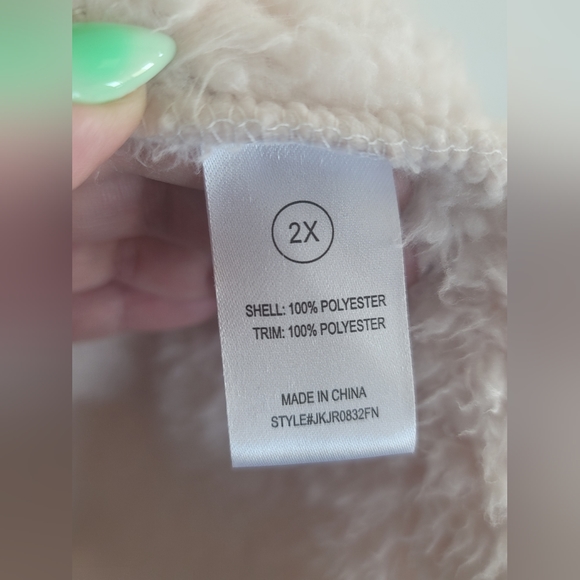 2X
SHELL: 100% POLYESTER
TRIM: 100% POLYESTER
MADE IN CHINA
STYLE#JKJR0832FN